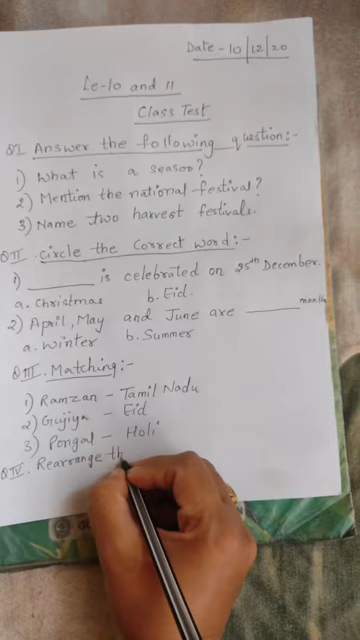 Date - 10/12/20
Le-10 and 11
Class Test
QI Answer the following question:-
1) What is a season?
2) Mention the national festival?
3) Name two harvest festivals.
QII. Circle the Correct word:-
1) ________ is celebrated on 25th December.
a. Christmas b. Eid.
2) April, May and June are ______ months
a. Winter b. Summer
QIII. Matching:-
1) Ramzan - Tamil Nadu
2) Gujiya - Eid
3) Pongal - Holi
QIV. Rearrange th